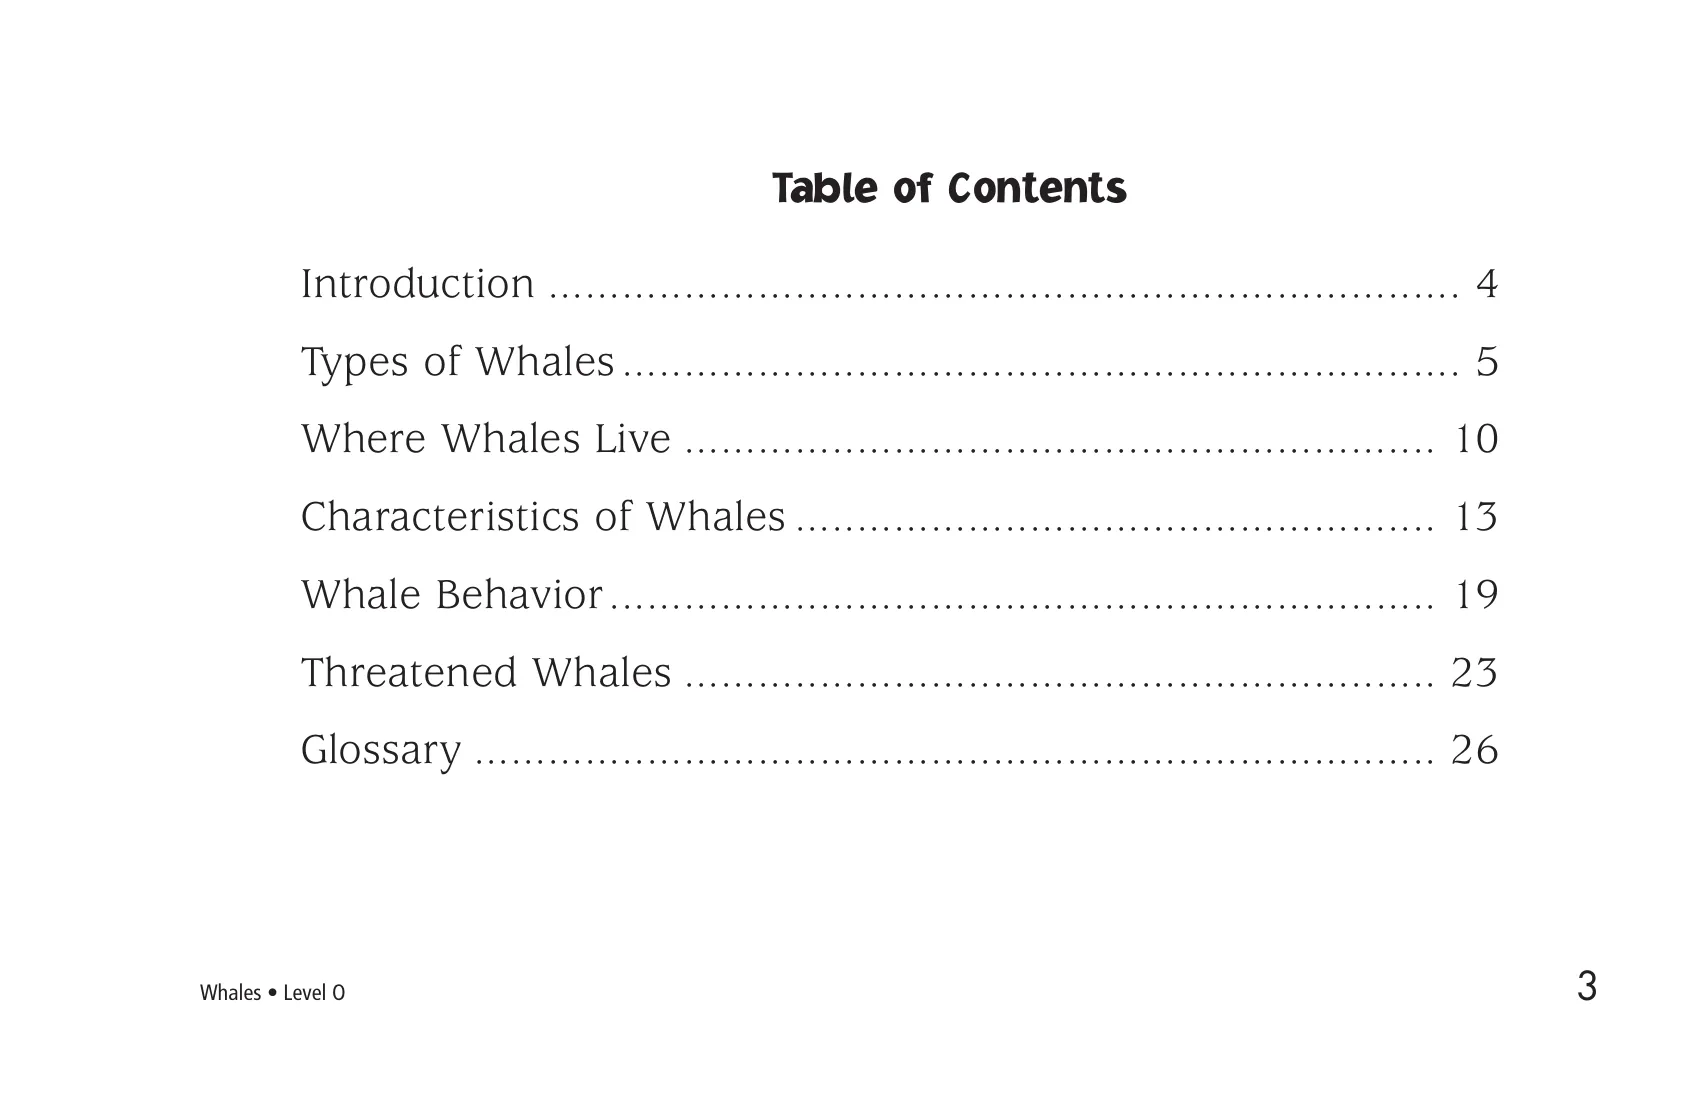 Table of Contents
Introduction ........................................................................... 4
Types of Whales ..................................................................... 5
Where Whales Live .............................................................. 10
Characteristics of Whales ..................................................... 13
Whale Behavior .................................................................... 19
Threatened Whales .............................................................. 23
Glossary ............................................................................... 26
Whales • Level O
3